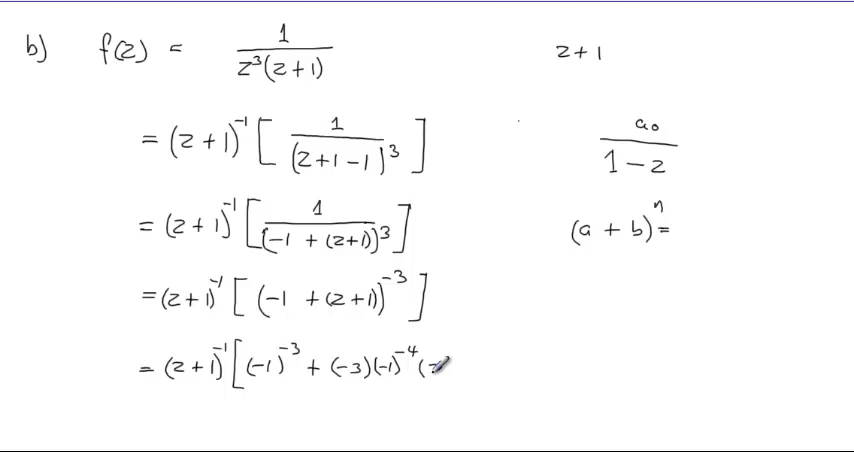 b) f(z) = 1 / z³(z+1)
z+1
= (z+1)⁻¹ [ 1 / (z+1-1)³ ]
a₀ / 1-z
= (z+1)⁻¹ [ 1 / (-1 + (z+1))³ ]
(a + b)ⁿ =
= (z+1)⁻¹ [ (-1 + (z+1))⁻³ ]
= (z+1)⁻¹ [ (-1)⁻³ + (-3)(-1)⁻⁴ (z